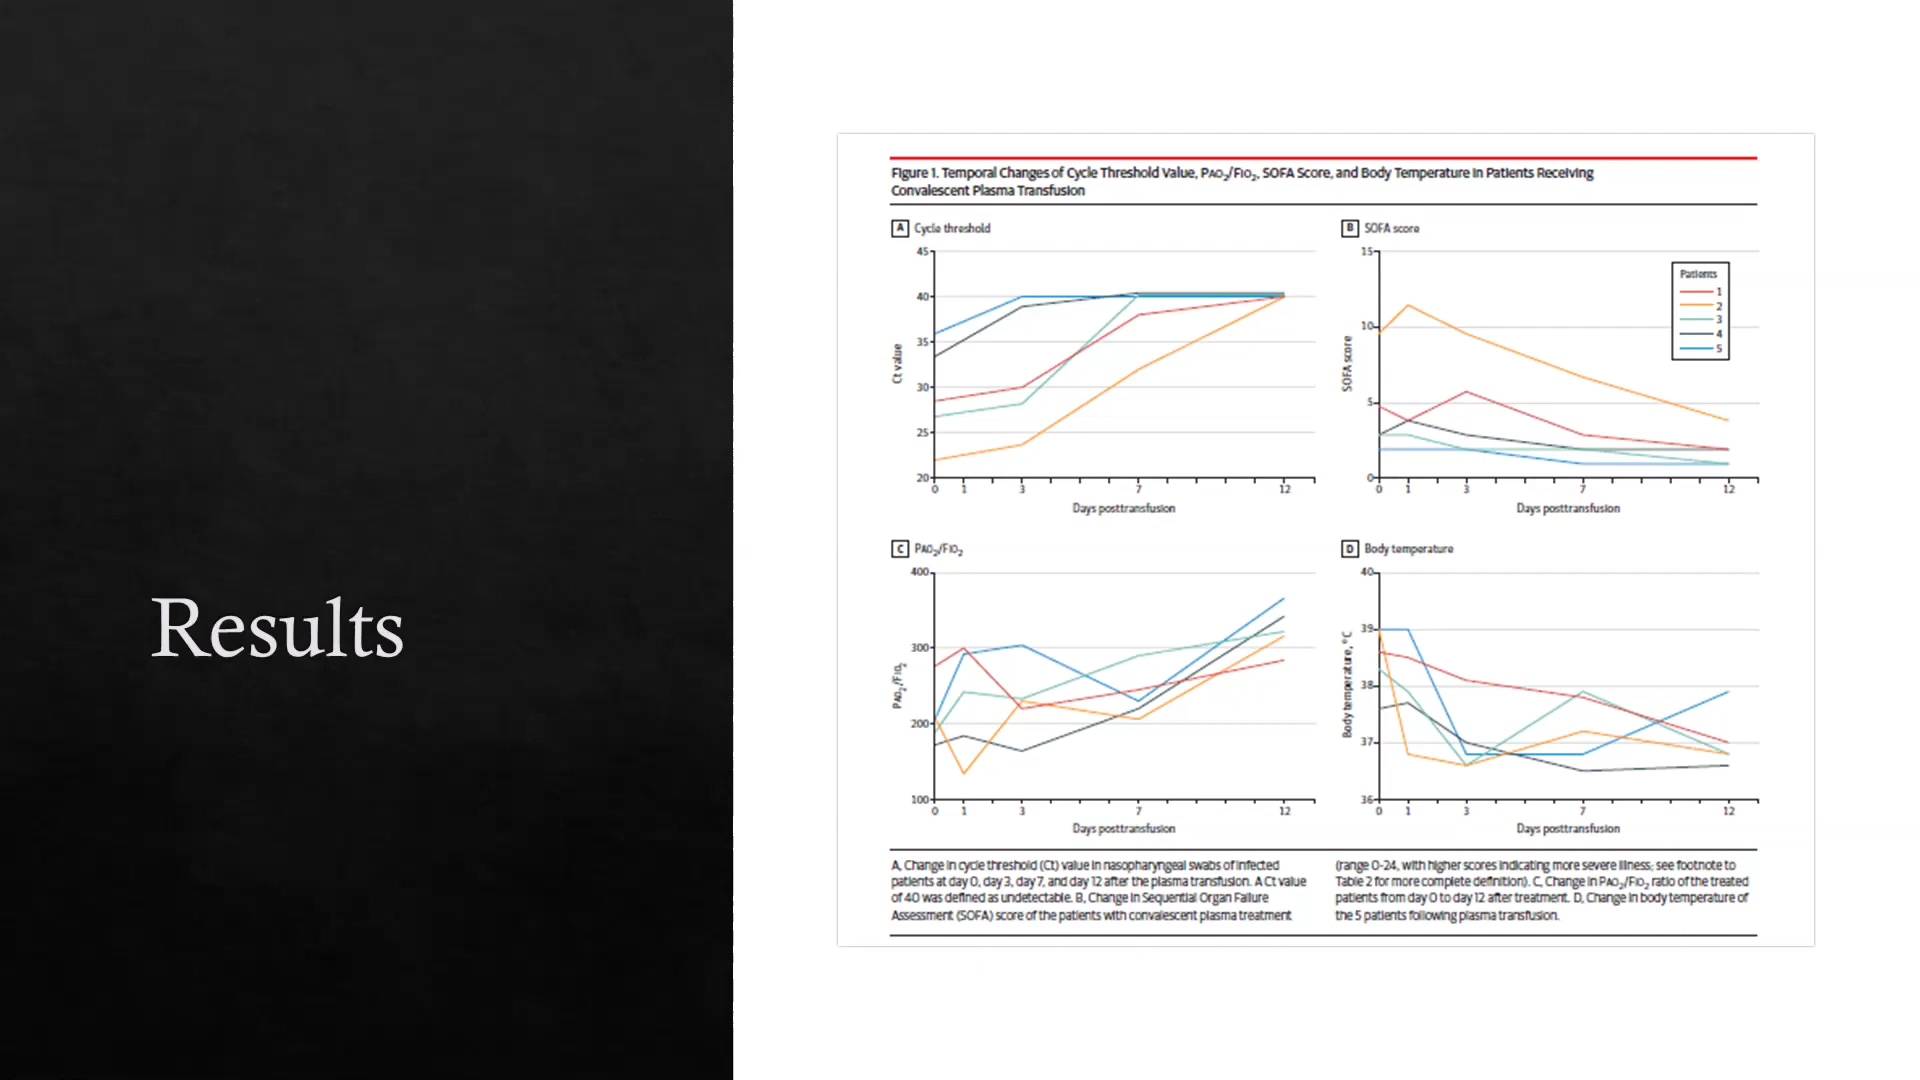 Results
Figure 1. Temporal Changes of Cycle Threshold Value, PAO2/FIO2, SOFA Score, and Body Temperature in Patients Receiving
Convalescent Plasma Transfusion
A Cycle threshold
45
40
35
30
25
20
Ct value
0 1 3 7 12
Days posttransfusion
B SOFA score
15
10
5
0
SOFA score
Patients
1
2
3
4
5
0 1 3 7 12
Days posttransfusion
C PAO2/FIO2
400
300
200
100
PAO2/FIO2
0 1 3 7 12
Days posttransfusion
D Body temperature
40
39
38
37
36
Body temperature, °C
0 1 3 7 12
Days posttransfusion
A, Change in cycle threshold (Ct) value in nasopharyngeal swabs of infected
patients at day 0, day 3, day 7, and day 12 after the plasma transfusion. A Ct value
of 40 was defined as undetectable. B, Change in Sequential Organ Failure
Assessment (SOFA) score of the patients with convalescent plasma treatment
(range 0-24, with higher scores indicating more severe illness; see footnote to
Table 2 for more complete definition). C, Change in PAO2/FIO2 ratio of the treated
patients from day 0 to day 12 after treatment. D, Change in body temperature of
the 5 patients following plasma transfusion.